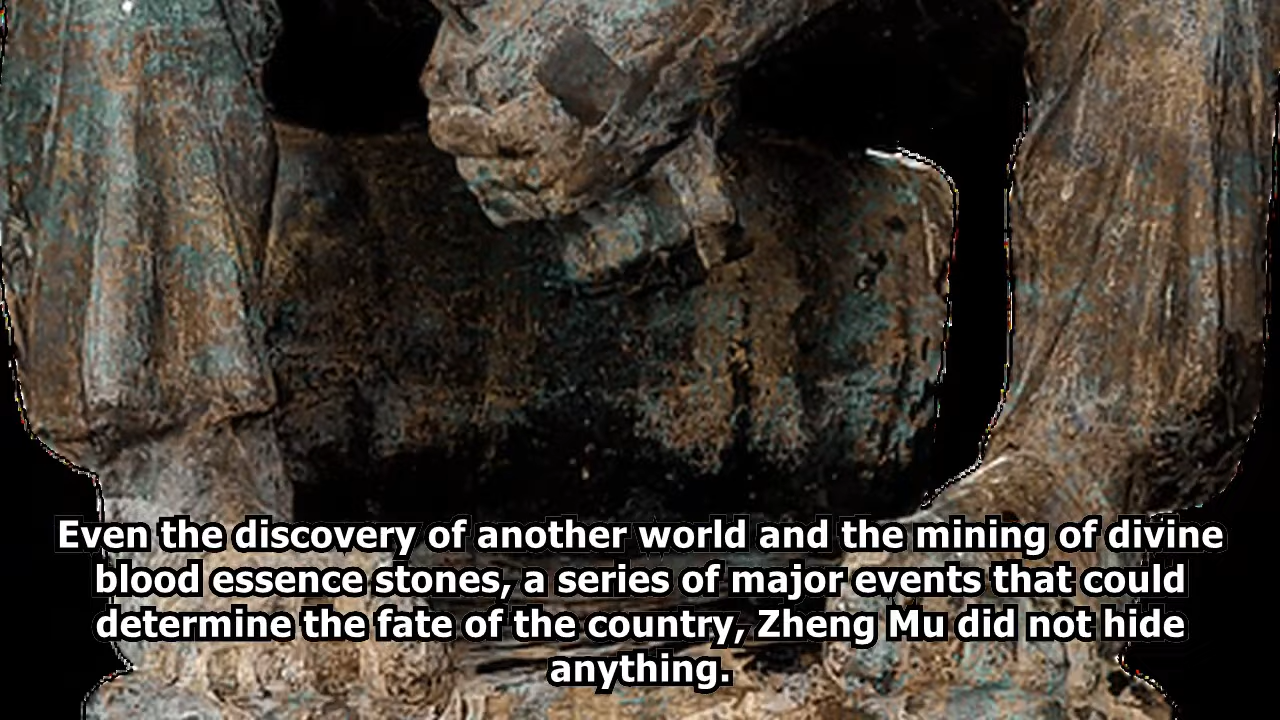 Even the discovery of another world and the mining of divine
blood essence stones, a series of major events that could
determine the fate of the country, Zheng Mu did not hide
anything.